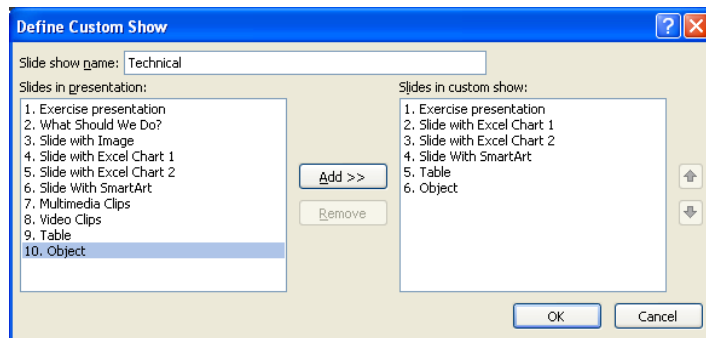 Define Custom Show
Slide show name: Technical
Slides in presentation:
1. Exercise presentation
2. What Should We Do?
3. Slide with Image
4. Slide with Excel Chart 1
5. Slide with Excel Chart 2
6. Slide With SmartArt
7. Multimedia Clips
8. Video Clips
9. Table
10. Object
Add >>
Remove
Slides in custom show:
1. Exercise presentation
2. Slide with Excel Chart 1
3. Slide with Excel Chart 2
4. Slide With SmartArt
5. Table
6. Object
OK Cancel